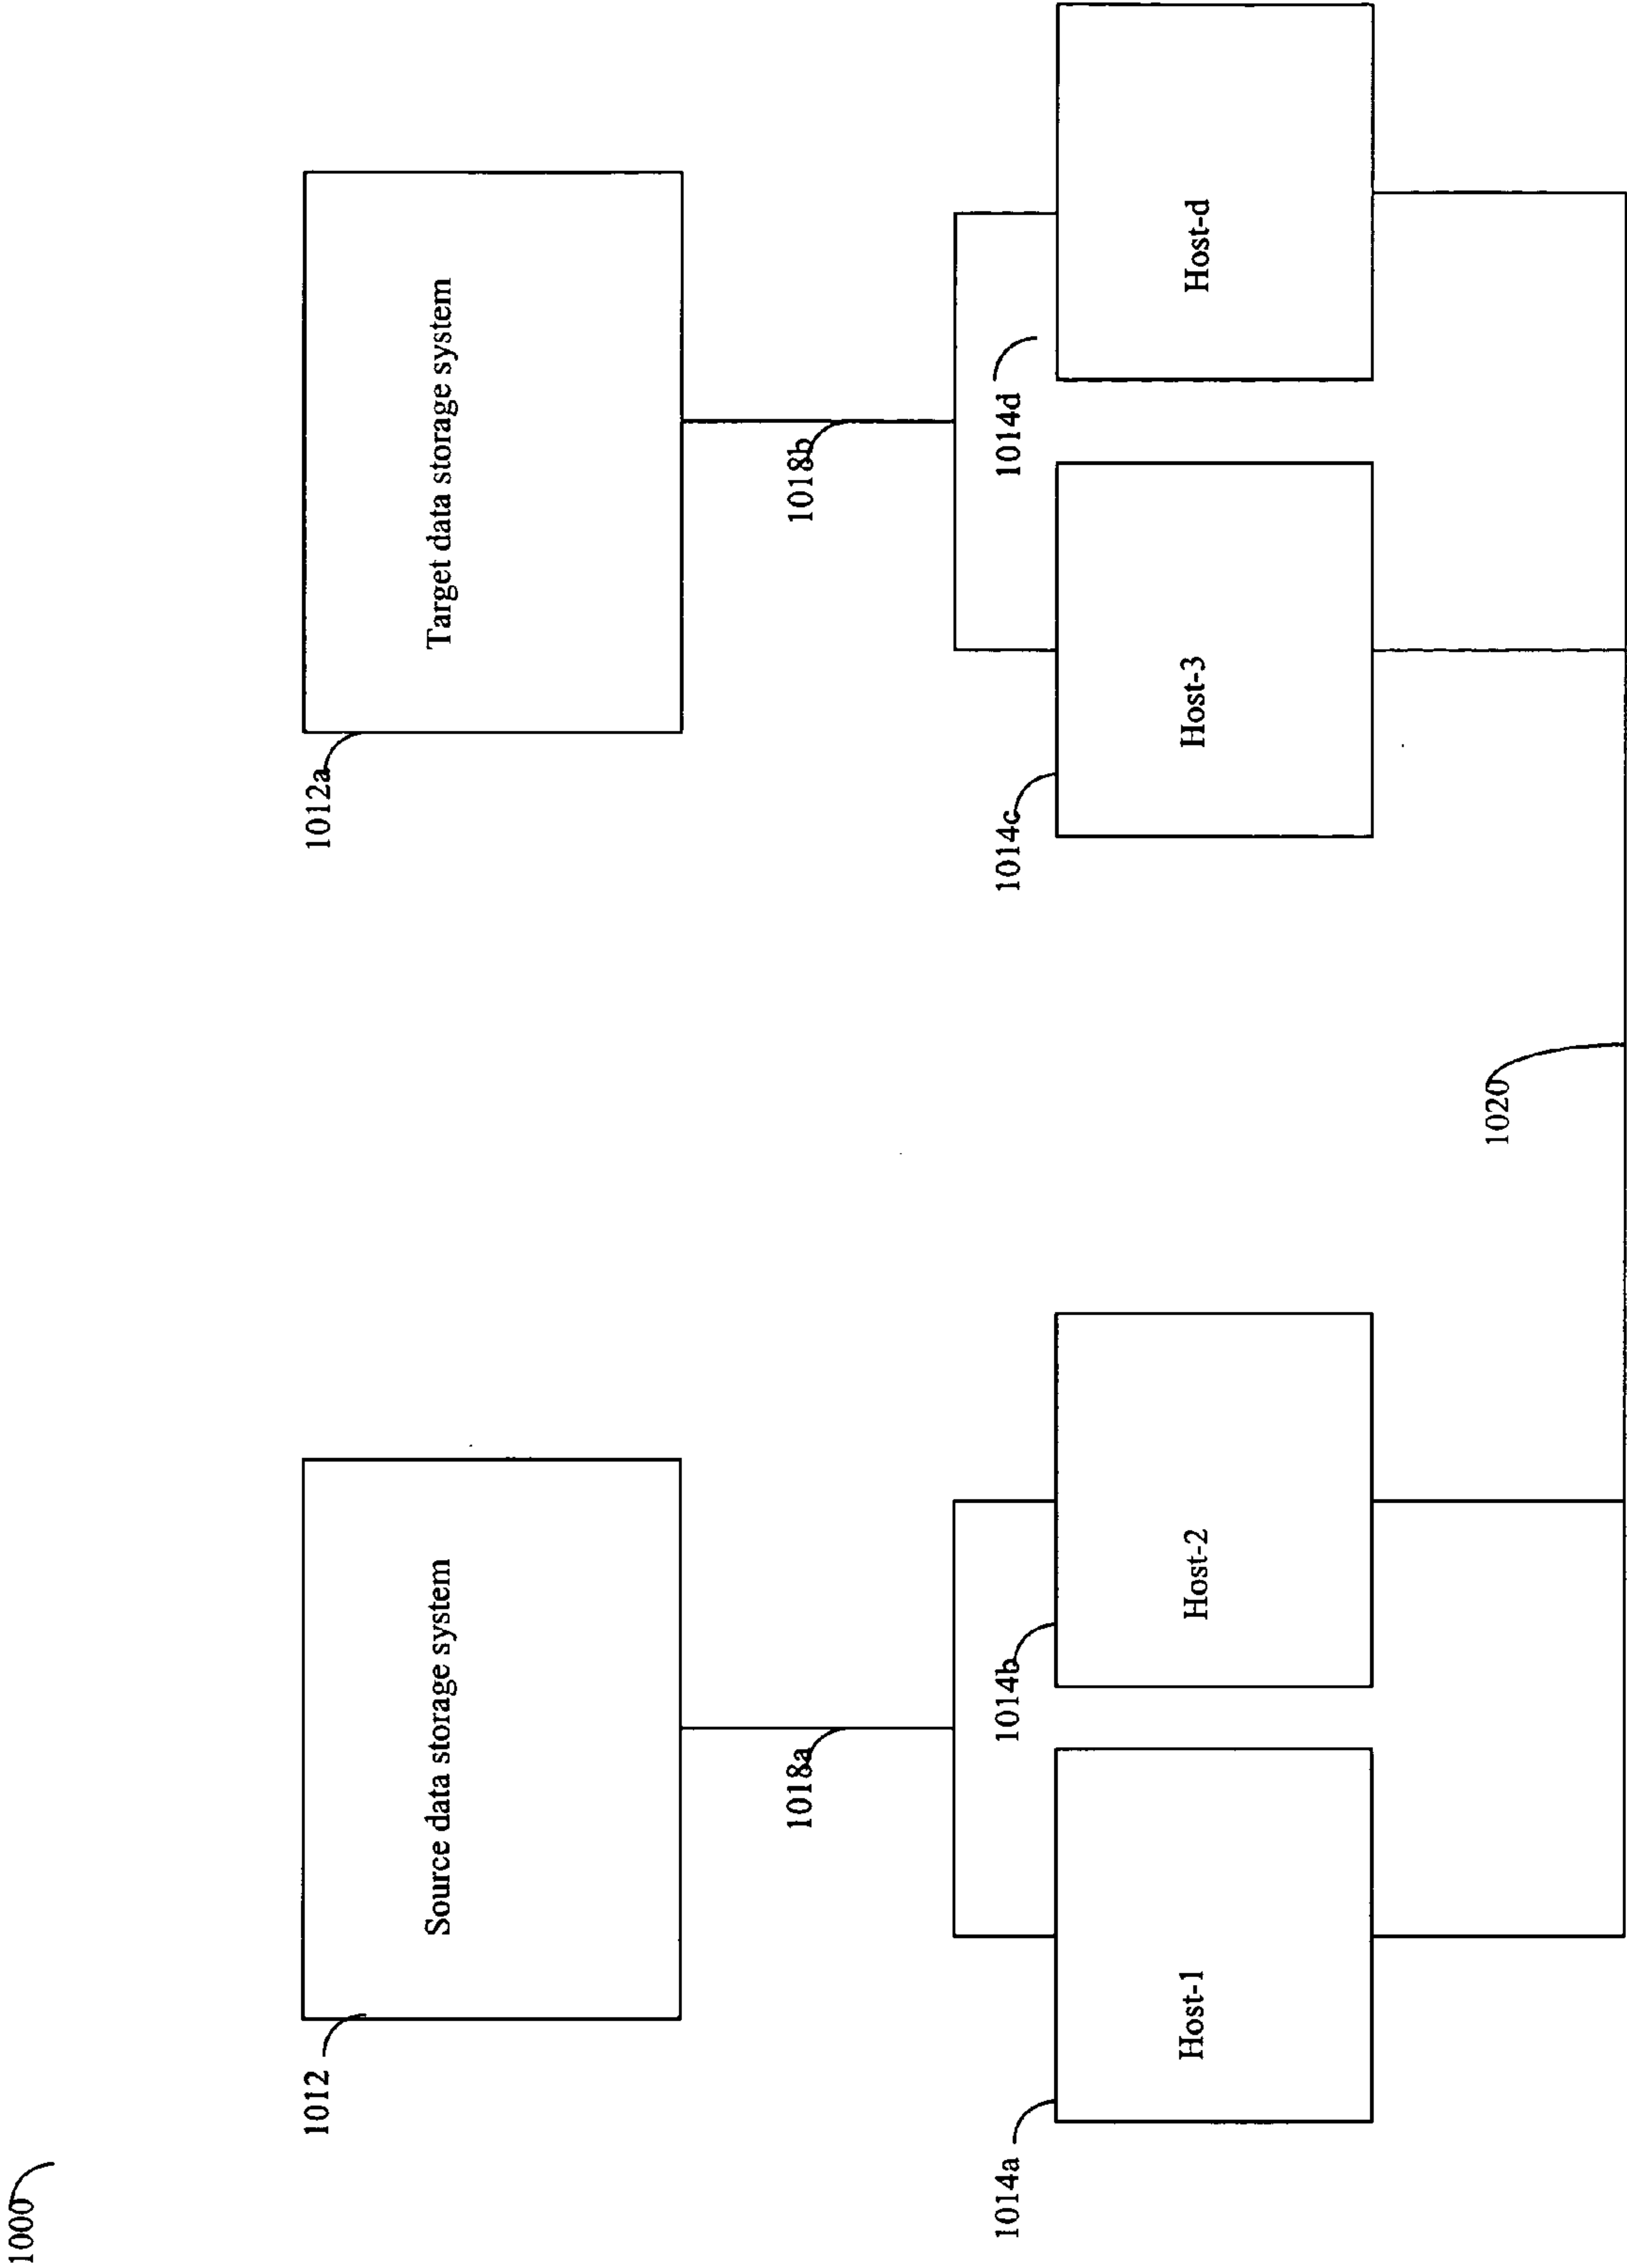 1000
1012
Source data storage system
1012a
Target data storage system
1018a
1018b
1014a
Host-1
1014b
Host-2
1014c
Host-3
1014d
Host-d
1020